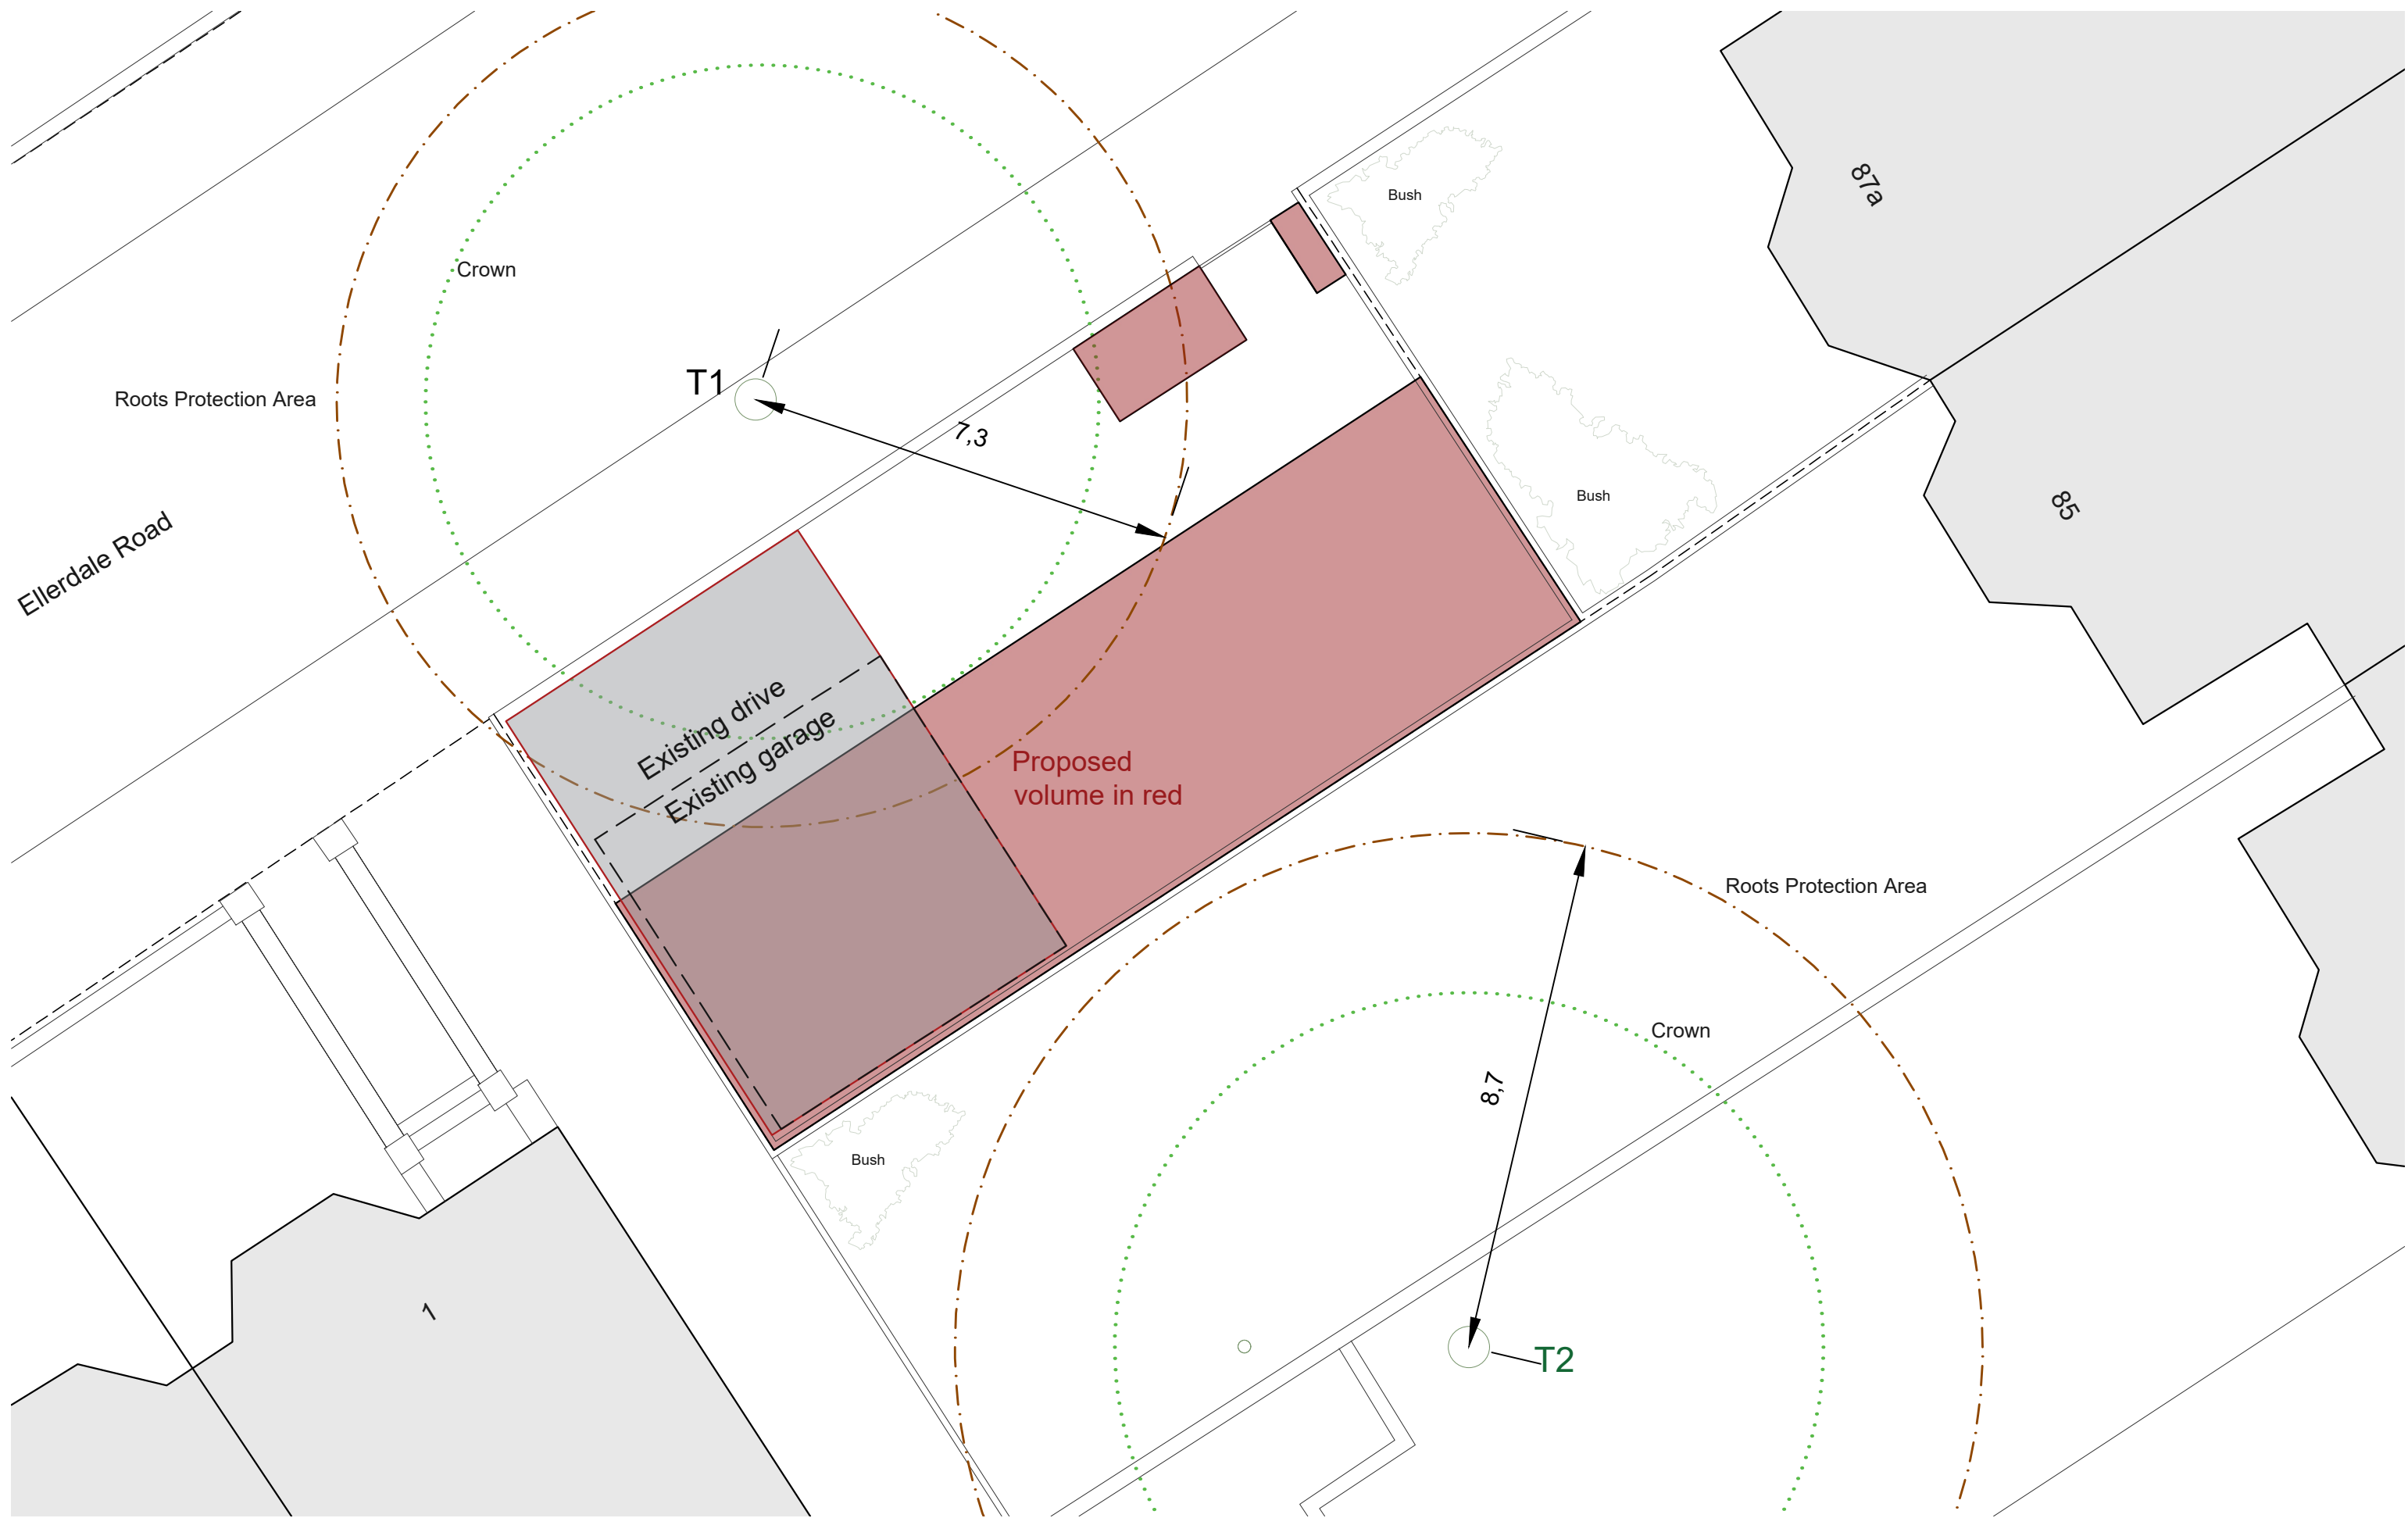 87a
Bush
Crown
T1
Roots Protection Area
7,3
Bush
85
Ellerdale Road
Existing drive
Existing garage
Proposed
volume in red
Roots Protection Area
Crown
8,7
Bush
1
T2